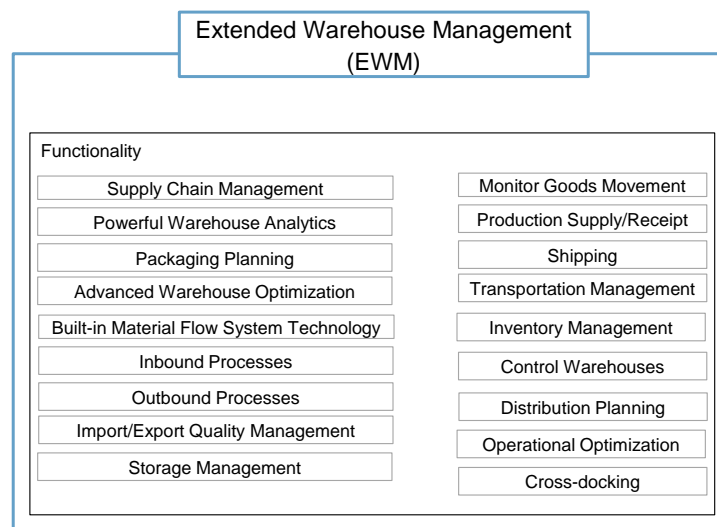 Extended Warehouse Management
(EWM)
Functionality
Supply Chain Management
Powerful Warehouse Analytics
Packaging Planning
Advanced Warehouse Optimization
Built-in Material Flow System Technology
Inbound Processes
Outbound Processes
Import/Export Quality Management
Storage Management
Monitor Goods Movement
Production Supply/Receipt
Shipping
Transportation Management
Inventory Management
Control Warehouses
Distribution Planning
Operational Optimization
Cross-docking